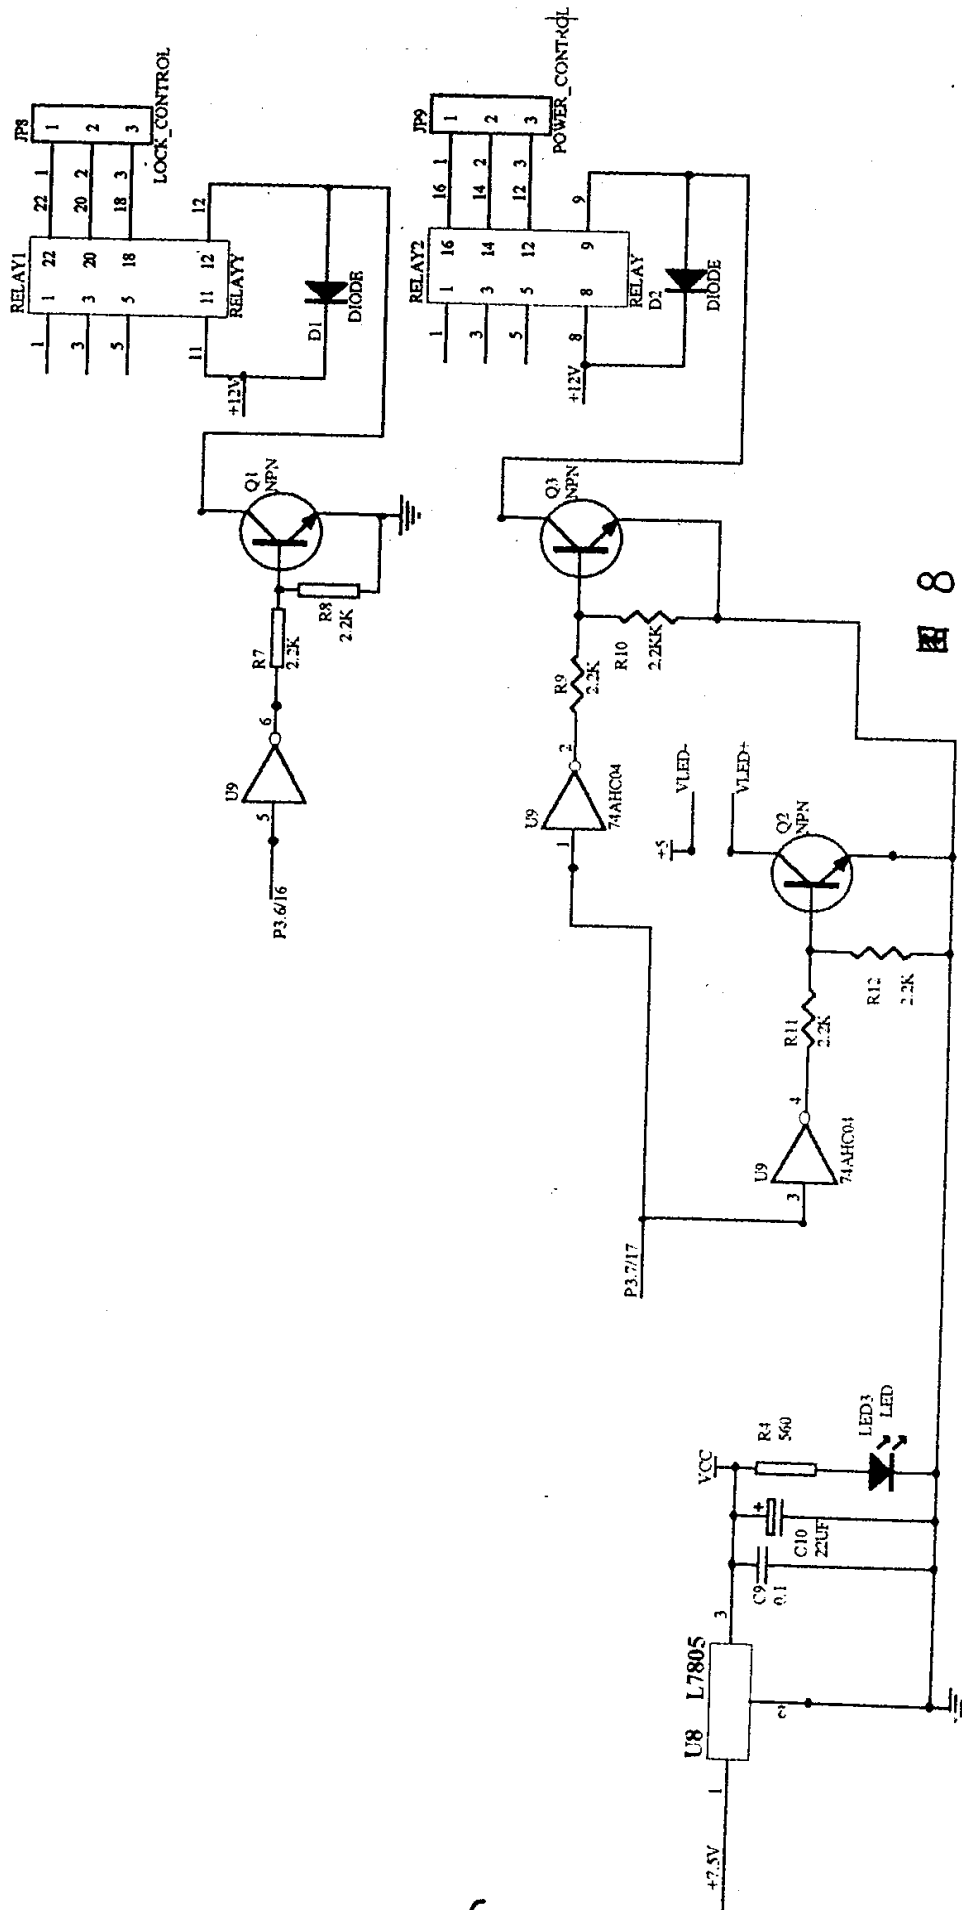 RELAY1
1
3
5
11
1
3
5
11
22
20
18
12
RELAYY
22
20
18
12
1
2
3
JP8
1
2
3
LOCK_CONTROL
+12V
D1
DIODE
Q1
NPN
R7
2.2K
R8
2.2K
U9
5
6
P3.6/16
RELAY2
1
3
5
8
1
3
5
8
16
14
12
9
RELAY
16
14
12
9
1
2
3
JP9
1
2
3
POWER_CONTROL
+12V
D2
DIODE
Q3
NPN
R9
2.2K
R10
2.2KK
U9
1
2
74AHC04
+5
VLED-
VLED+
Q2
NPN
R11
2.2K
R12
2.2K
U9
3
4
74AHC04
P3.7/17
VCC
R4
560
LED3
LED
C10
22UF
+
C9
0.1
U8 L7805
1
3
2
+7.5V
图 8